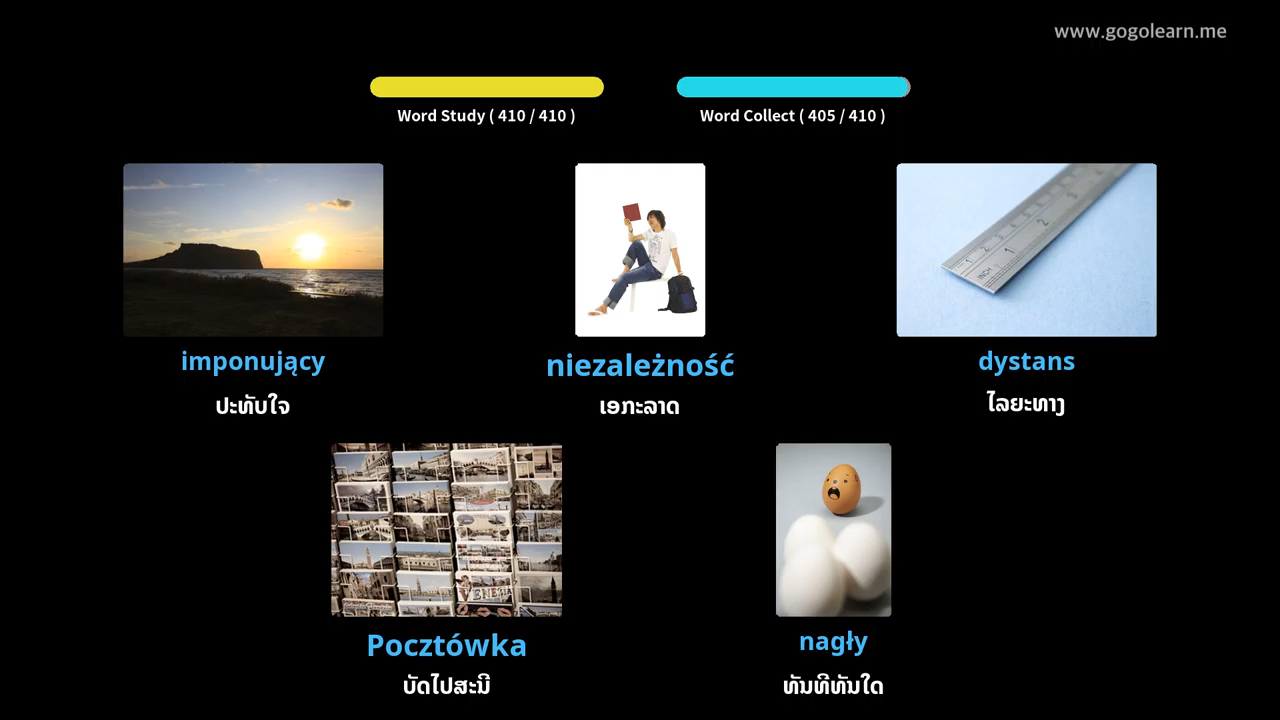 www.gogolearn.me
Word Study ( 410 / 410 )
Word Collect ( 405 / 410 )
imponujący
ປະທັບໃຈ
niezależność
ເອກະລາດ
dystans
ໄລຍະທາງ
Pocztówka
ບັດໄປສະນີ
nagły
ທັນທີທັນໃດ